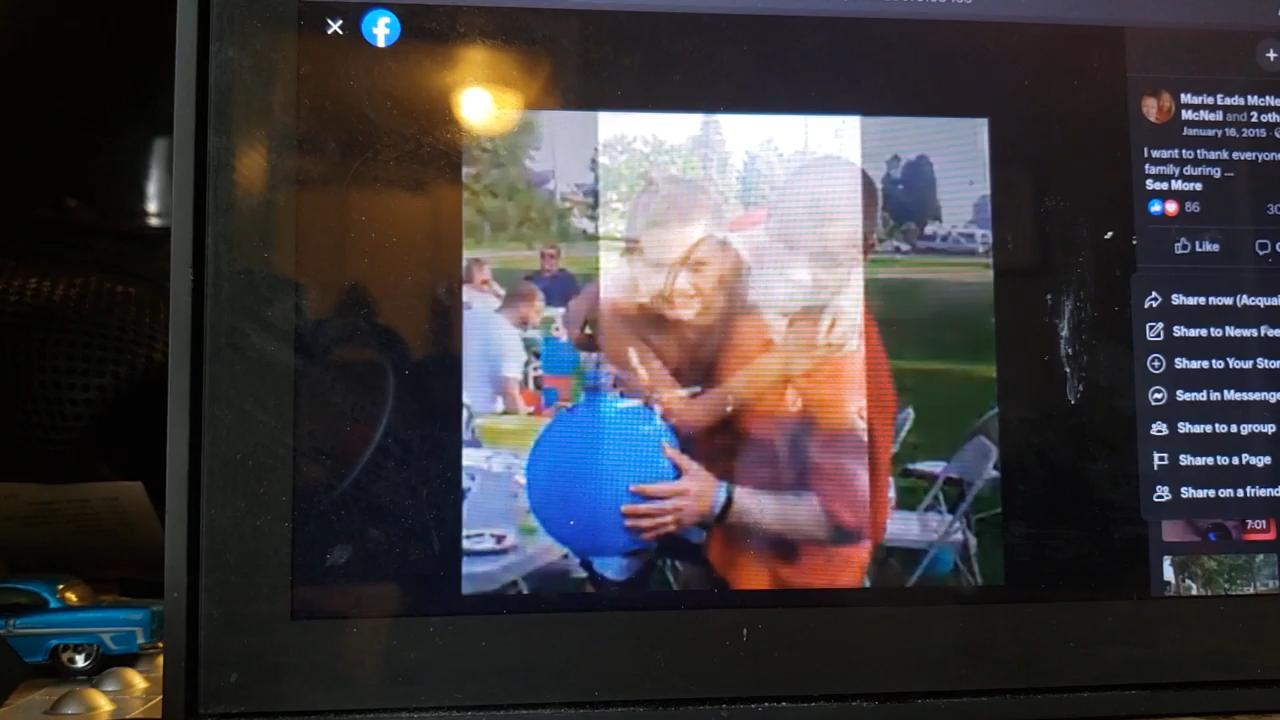 Marie Eads McNe
McNeil and 2 oth
January 16, 2015
I want to thank everyone
family during ...
See More
86
30
Like
Share now (Acquai
Share to News Fee
Share to Your Stor
Send in Messenge
Share to a group
Share to a Page
Share on a friend
7:01